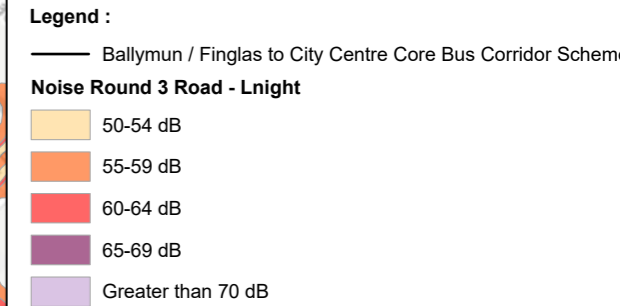 Legend :
Ballymun / Finglas to City Centre Core Bus Corridor Scheme
Noise Round 3 Road - Lnight
50-54 dB
55-59 dB
60-64 dB
65-69 dB
Greater than 70 dB